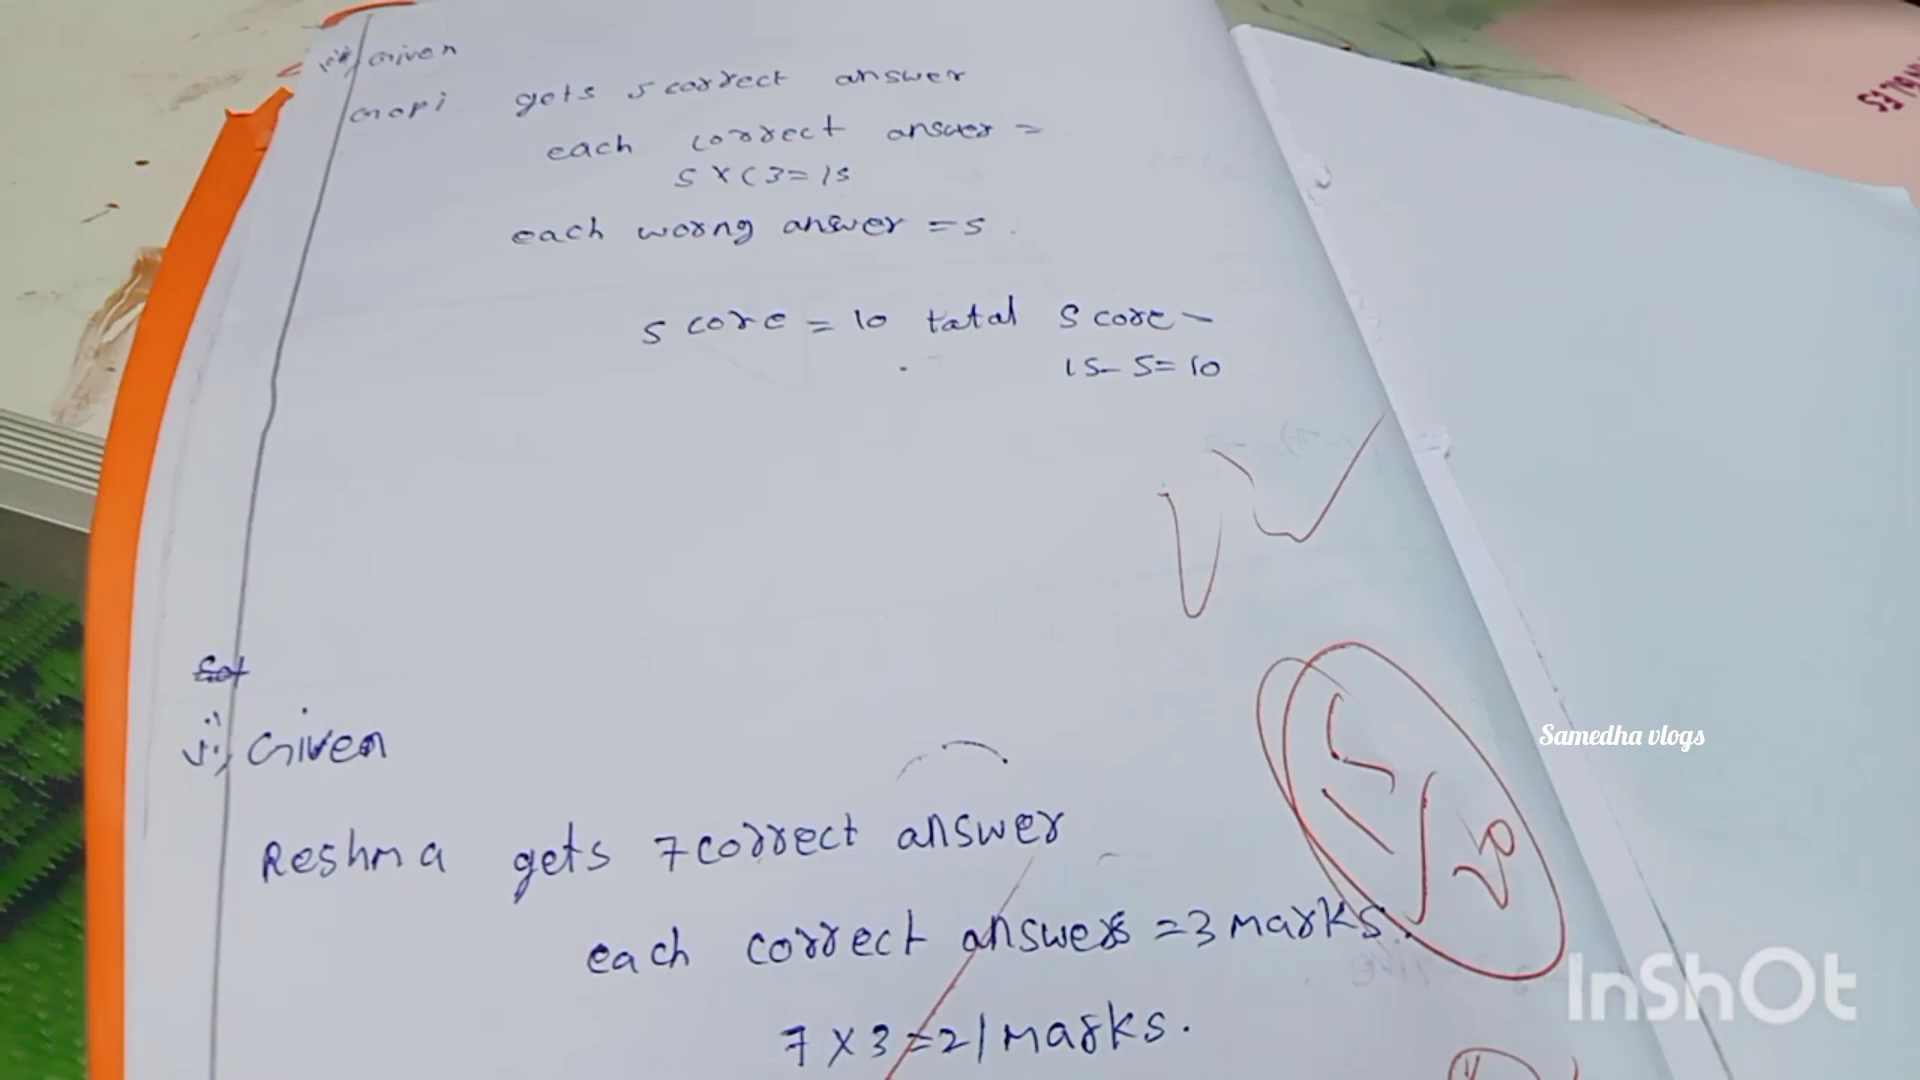 Given
Gopi gets 5 correct answer
each correct answer =
5 x (3 = 15
each worng answer = 5
score = 10 tatal score -
15 - 5 = 10
Given
Reshma gets 7 correct answer
each correct answers = 3 marks.
7 x 3 = 21 marks.
Samedha vlogs
InShOt